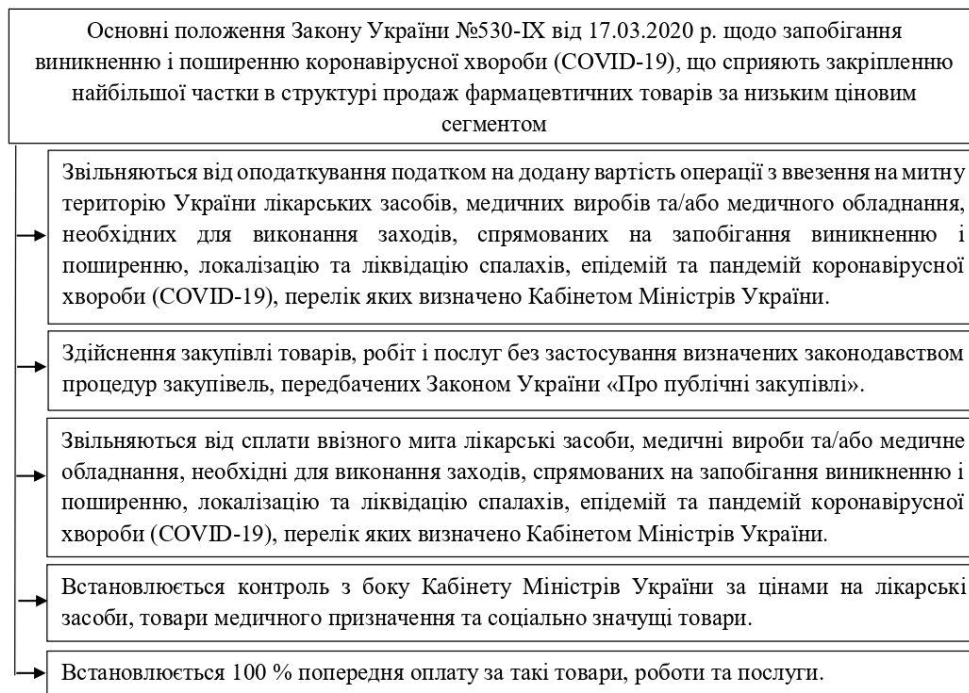 Основні положення Закону України №530-IX від 17.03.2020 р. щодо запобігання
виникненню і поширенню коронавірусної хвороби (COVID-19), що сприяють закріпленню
найбільшої частки в структурі продаж фармацевтичних товарів за низьким ціновим
сегментом
Звільняються від оподаткування податком на додану вартість операції з ввезення на митну
територію України лікарських засобів, медичних виробів та/або медичного обладнання,
необхідних для виконання заходів, спрямованих на запобігання виникненню і
поширенню, локалізацію та ліквідацію спалахів, епідемій та пандемій коронавірусної
хвороби (COVID-19), перелік яких визначено Кабінетом Міністрів України.
Здійснення закупівлі товарів, робіт і послуг без застосування визначених законодавством
процедур закупівель, передбачених Законом України «Про публічні закупівлі».
Звільняються від сплати ввізного мита лікарські засоби, медичні вироби та/або медичне
обладнання, необхідні для виконання заходів, спрямованих на запобігання виникненню і
поширенню, локалізацію та ліквідацію спалахів, епідемій та пандемій коронавірусної
хвороби (COVID-19), перелік яких визначено Кабінетом Міністрів України.
Встановлюється контроль з боку Кабінету Міністрів України за цінами на лікарські
засоби, товари медичного призначення та соціально значущі товари.
Встановлюється 100 % попередня оплату за такі товари, роботи та послуги.